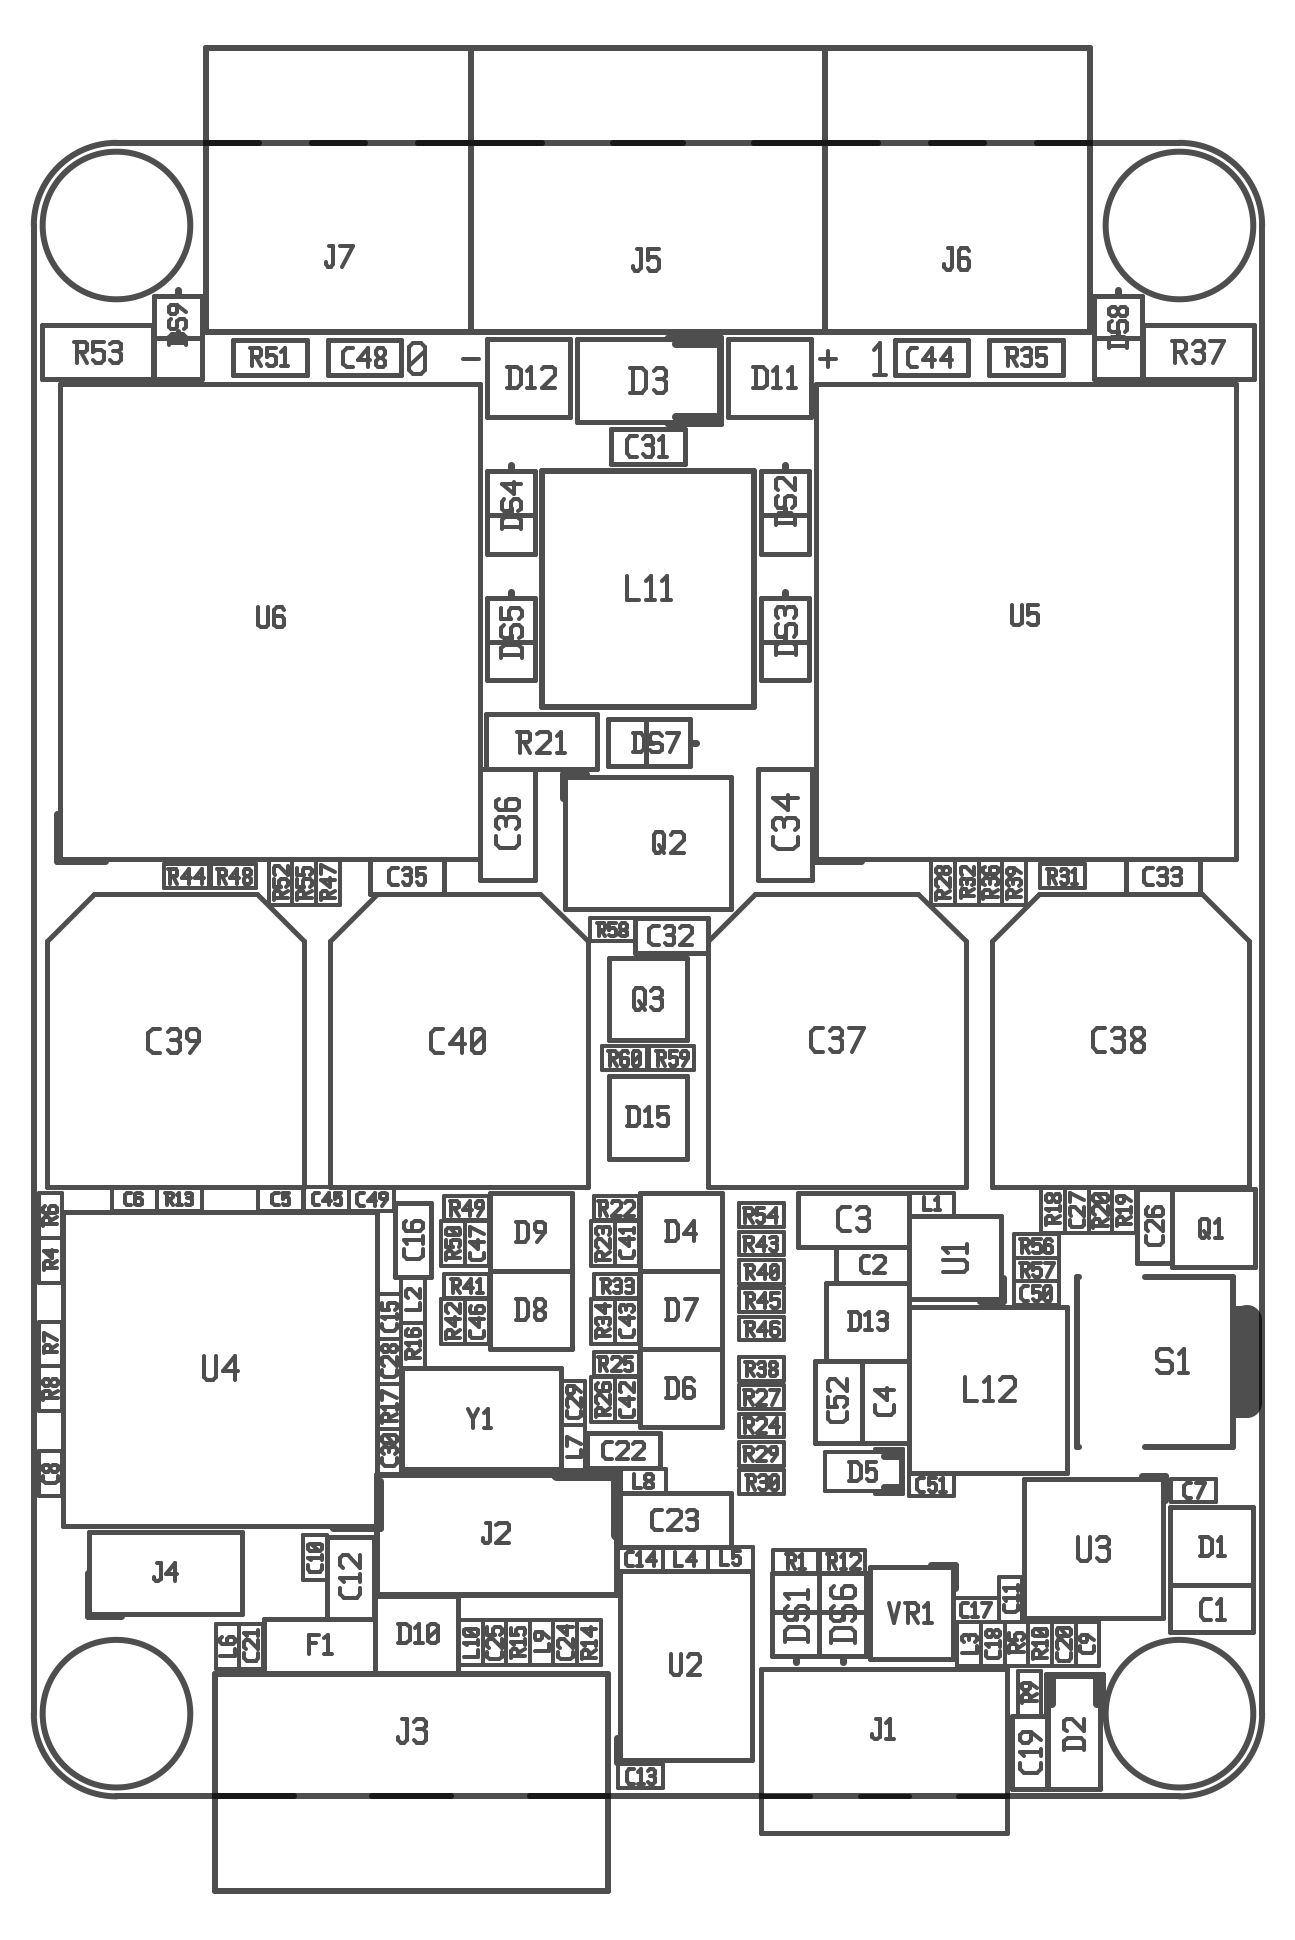 J7 J5 J6
DS9 DS8
R53 R51 C48 0 - D12 D3 D11 + 1 C44 R35 R37
C31
DS4 DS2
U6 L11 U5
DS5 DS3
R21 DS7
C36 Q2 C34
R44 R48 R52 R55 R47 C35 R28 R32 R36 R39 R31 C33
R58 C32
Q3
C39 C40 C37 C38
R60 R59
D15
C6 R13 C5 C45 C49
R6 R49 R22 R54 C3 L1 R18 C27 R20 R19 C26 Q1
R4 C16 R50 C47 D9 R23 C41 D4 R43 C2 U1 R56
R57
R41 R33 R40 C50
L2 R42 C46 D8 R34 C43 D7 R45 D13
C15 R16 R46
R7 C28 U4 R25 R38 S1
R8 R17 Y1 C29 R26 C42 D6 R27 C52 C4 L12
C30 L7 C22 R24
R29
C8 L8 R30 D5 C51 C7
J2 C23 U3 D1
J4 C10 C12 C14 L4 L5 R1 R12
DS1 DS6 VR1 C17 C11 C1
L6 C21 F1 D10 L10 C25 R15 L9 C24 R14 L3 C18 R5 R10 C20 C9
U2 R9
J3 J1 C19 D2
C13